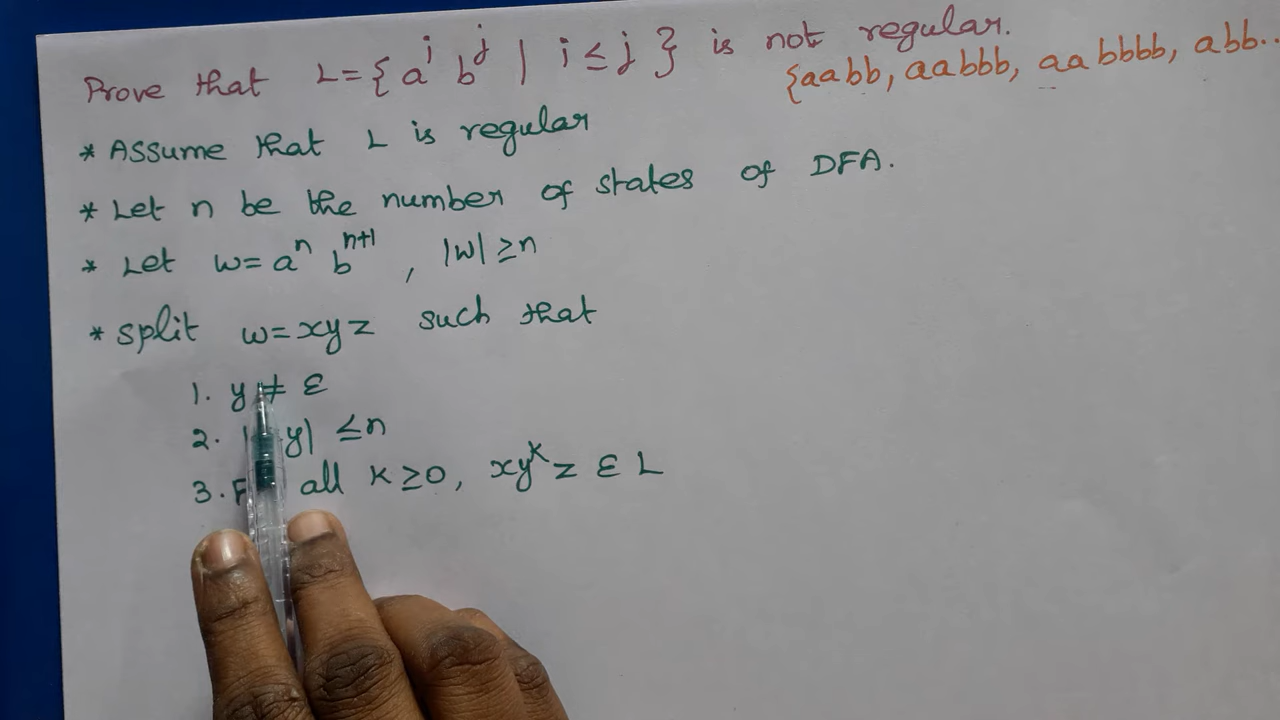 Prove that L={a^i b^j | i≤j} is not regular.
{aabb, aabbb, aabbbb, abb..
* Assume that L is regular
* Let n be the number of states of DFA.
* Let w=a^n b^n+1, |w|≥n
* split w=xyz such that
1. y≠ε
2. | y| ≤n
3. all k≥0, xy^k z ε L